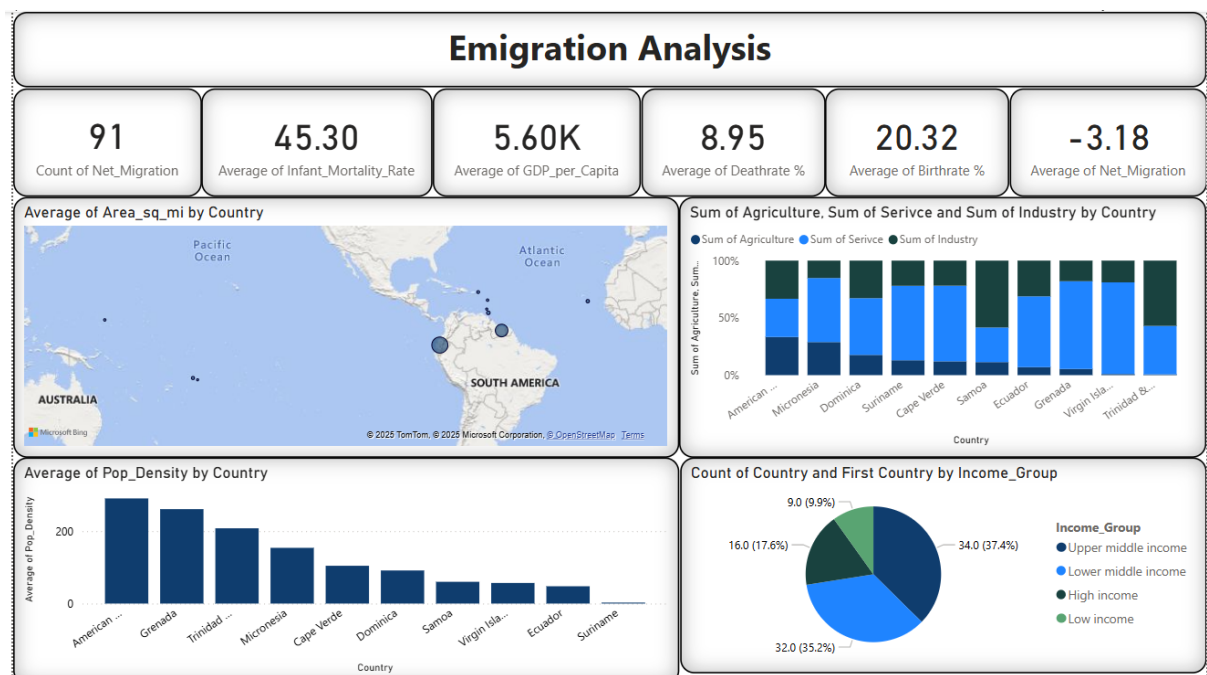 Emigration Analysis
91
Count of Net_Migration
45.30
Average of Infant_Mortality_Rate
5.60K
Average of GDP_per_Capita
8.95
Average of Deathrate %
20.32
Average of Birthrate %
-3.18
Average of Net_Migration
Average of Area_sq_mi by Country
Pacific
Ocean
Atlantic
Ocean
SOUTH AMERICA
AUSTRALIA
Microsoft Bing
© 2025 TomTom, © 2025 Microsoft Corporation, © OpenStreetMap Terms
Sum of Agriculture, Sum of Serivce and Sum of Industry by Country
Sum of Agriculture Sum of Serivce Sum of Industry
Sum of Agriculture, Sum...
100%
50%
0%
American ...
Micronesia
Dominica
Suriname
Cape Verde
Samoa
Ecuador
Grenada
Virgin Isla...
Trinidad &...
Country
Average of Pop_Density by Country
Average of Pop_Density
200
0
American ...
Grenada
Trinidad ...
Micronesia
Cape Verde
Dominica
Samoa
Virgin Isla...
Ecuador
Suriname
Country
Count of Country and First Country by Income_Group
9.0 (9.9%)
16.0 (17.6%)
34.0 (37.4%)
32.0 (35.2%)
Income_Group
Upper middle income
Lower middle income
High income
Low income